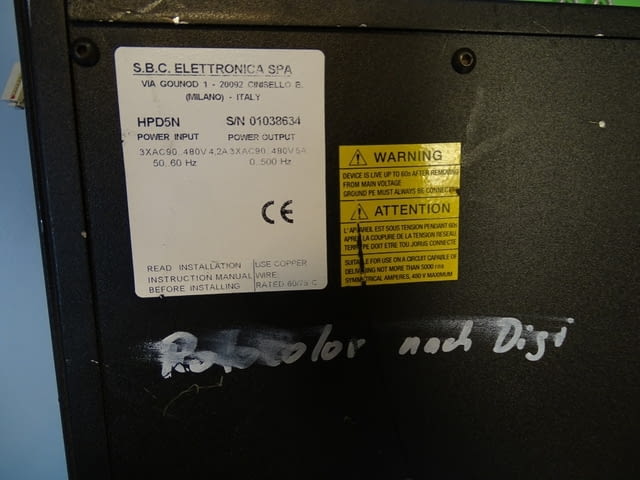 S.B.C. ELETTRONICA SPA
VIA GOUNOD 1 - 20092 CINISELLO B.
(MILANO) - ITALY
HPD5N S/N 01038634
POWER INPUT POWER OUTPUT
3XAC90..480V 4,2A 3XAC90..480V 5A
50..60 Hz 0..500 Hz
CE
READ INSTALLATION
INSTRUCTION MANUAL
BEFORE INSTALLING
USE COPPER
WIRE
RATED 60/75°C
WARNING
DEVICE IS LIVE UP TO 60s AFTER REMOVING
FROM MAIN VOLTAGE
GROUND PE MUST ALWAYS BE CONNECTED
ATTENTION
L'APPAREIL EST SOUS TENSION PENDANT 60s
APRES LA COUPURE DE LA TENSION RESEAU
TERRE PE DOIT ETRE TOUJORUS CONNECTE
SUITABLE FOR USE ON A CIRCUIT CAPABLE OF
DELIVERING NOT MORE THAN 5000 rms
SYMMETRICAL AMPERES, 480 V MAXIMUM
Rotocolor nach Digi